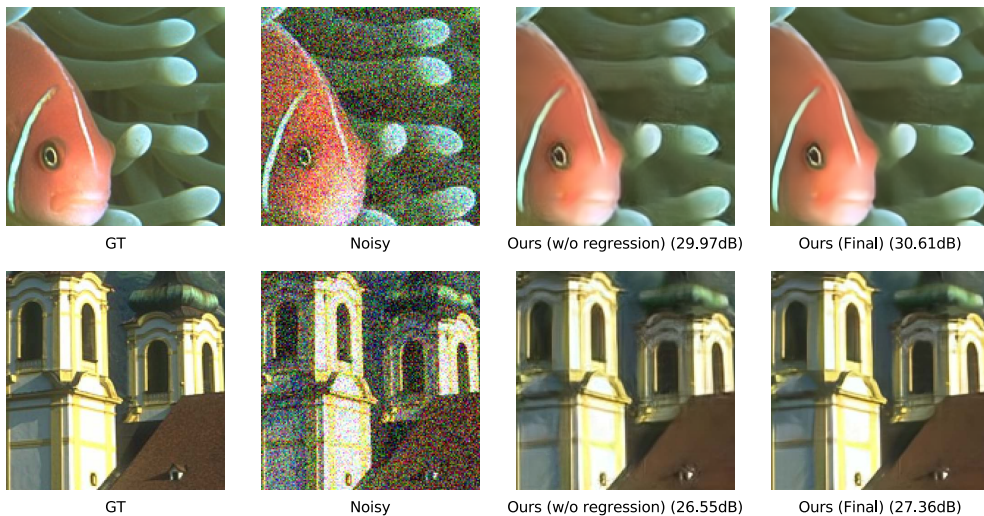 GT
Noisy
Ours (w/o regression) (29.97dB)
Ours (Final) (30.61dB)
GT
Noisy
Ours (w/o regression) (26.55dB)
Ours (Final) (27.36dB)